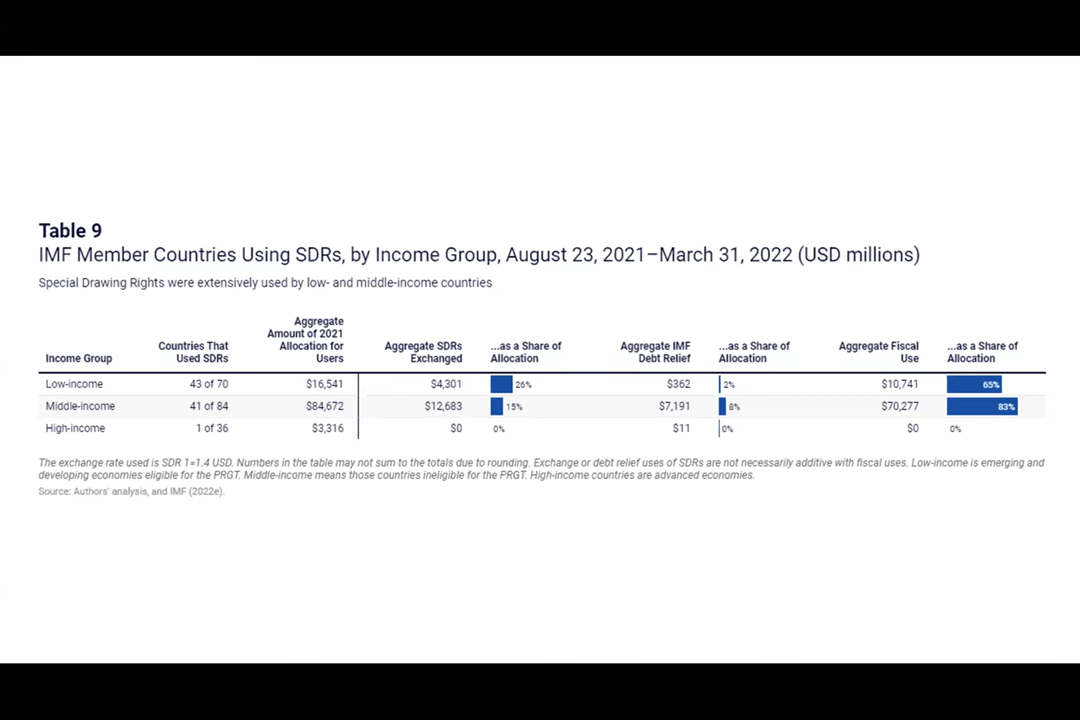 Table 9
IMF Member Countries Using SDRs, by Income Group, August 23, 2021–March 31, 2022 (USD millions)
Special Drawing Rights were extensively used by low- and middle-income countries
Income Group | Countries That Used SDRs | Aggregate Amount of 2021 Allocation for Users | Aggregate SDRs Exchanged | ...as a Share of Allocation | Aggregate IMF Debt Relief | ...as a Share of Allocation | Aggregate Fiscal Use | ...as a Share of Allocation
Low-income | 43 of 70 | $16,541 | $4,301 | 26% | $362 | 2% | $10,741 | 65%
Middle-income | 41 of 84 | $84,672 | $12,683 | 15% | $7,191 | 8% | $70,277 | 83%
High-income | 1 of 36 | $3,316 | $0 | 0% | $11 | 0% | $0 | 0%
The exchange rate used is SDR 1=1.4 USD. Numbers in the table may not sum to the totals due to rounding. Exchange or debt relief uses of SDRs are not necessarily additive with fiscal uses. Low-income is emerging and
developing economies eligible for the PRGT. Middle-income means those countries ineligible for the PRGT. High-income countries are advanced economies.
Source: Authors' analysis, and IMF (2022e).